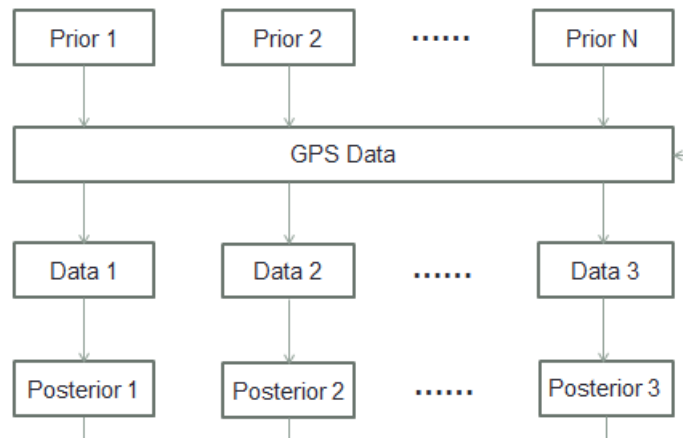 Prior 1 Prior 2 ...... Prior N
GPS Data
Data 1 Data 2 ...... Data 3
Posterior 1 Posterior 2 ...... Posterior 3